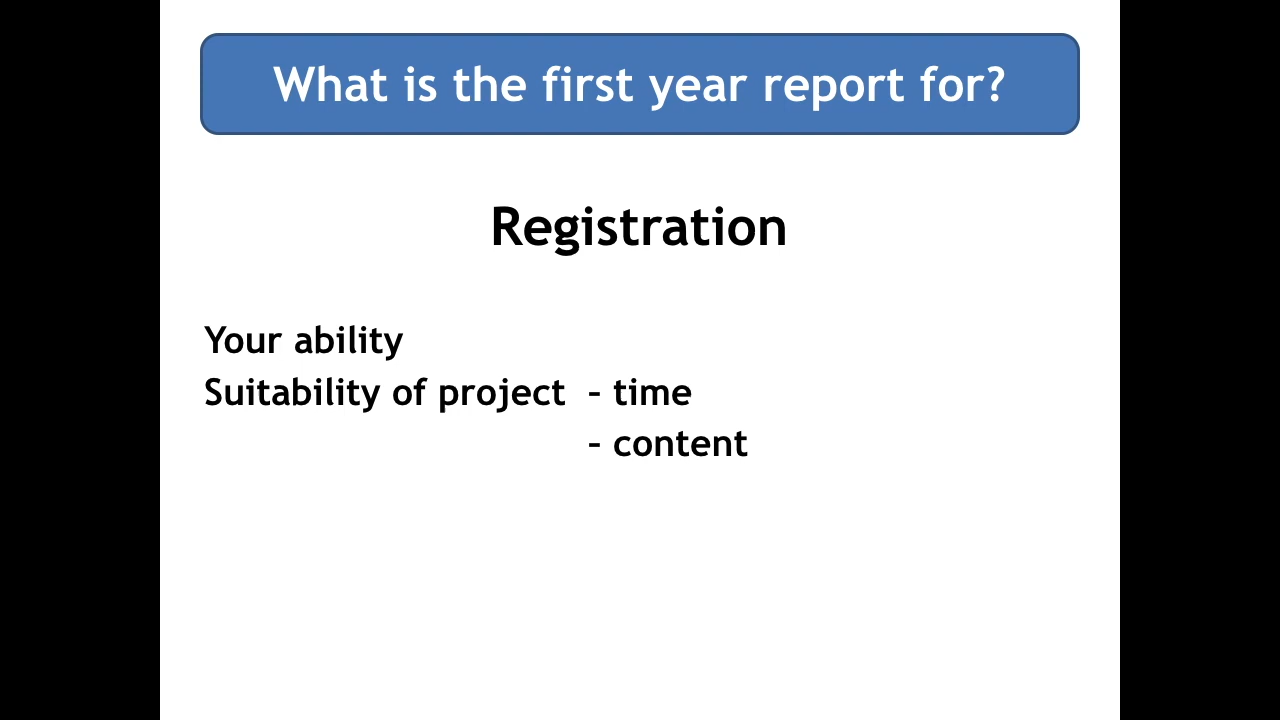 What is the first year report for?
Registration
Your ability
Suitability of project – time
– content